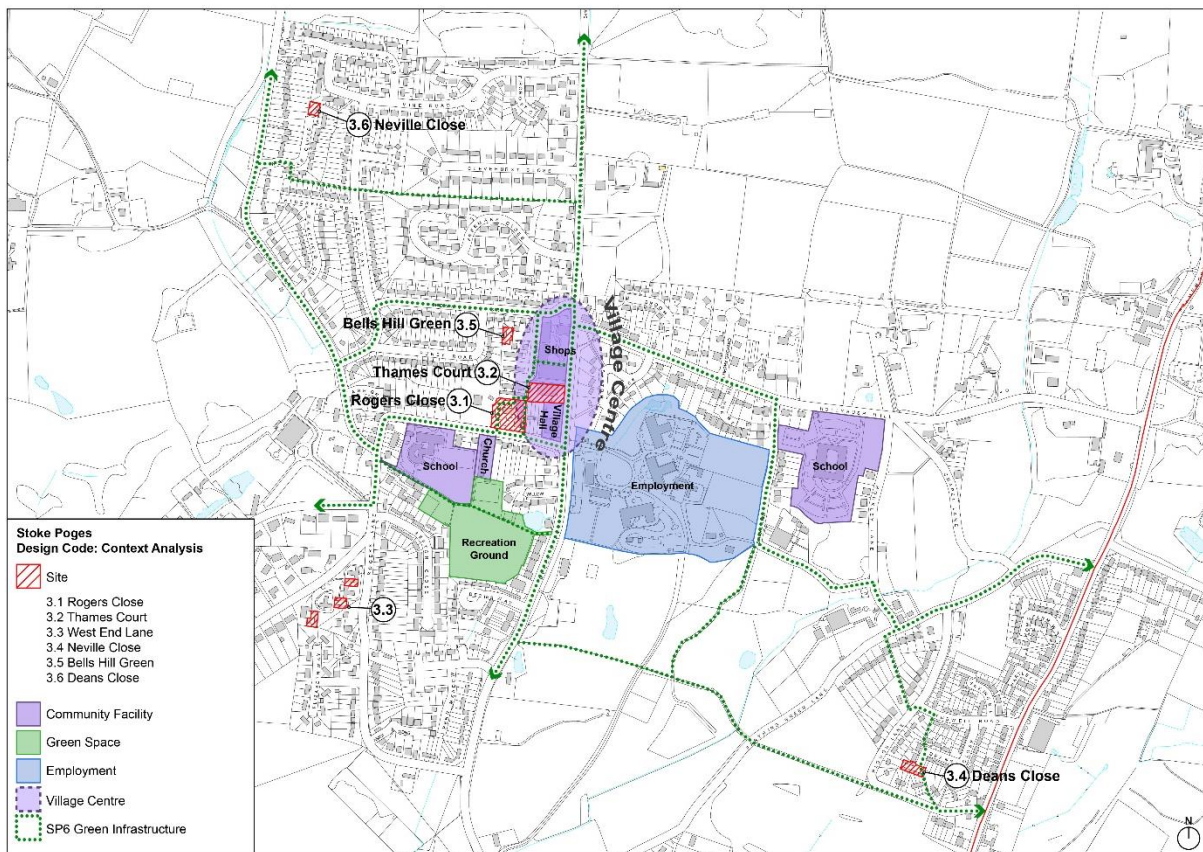 3.6 Neville Close
Bells Hill Green 3.5
Shops
Village Centre
Thames Court 3.2
Rogers Close 3.1
Village
Hall
School
Church
Employment
School
Recreation
Ground
3.3
3.4 Deans Close
Stoke Poges
Design Code: Context Analysis
Site
3.1 Rogers Close
3.2 Thames Court
3.3 West End Lane
3.4 Neville Close
3.5 Bells Hill Green
3.6 Deans Close
Community Facility
Green Space
Employment
Village Centre
SP6 Green Infrastructure
N